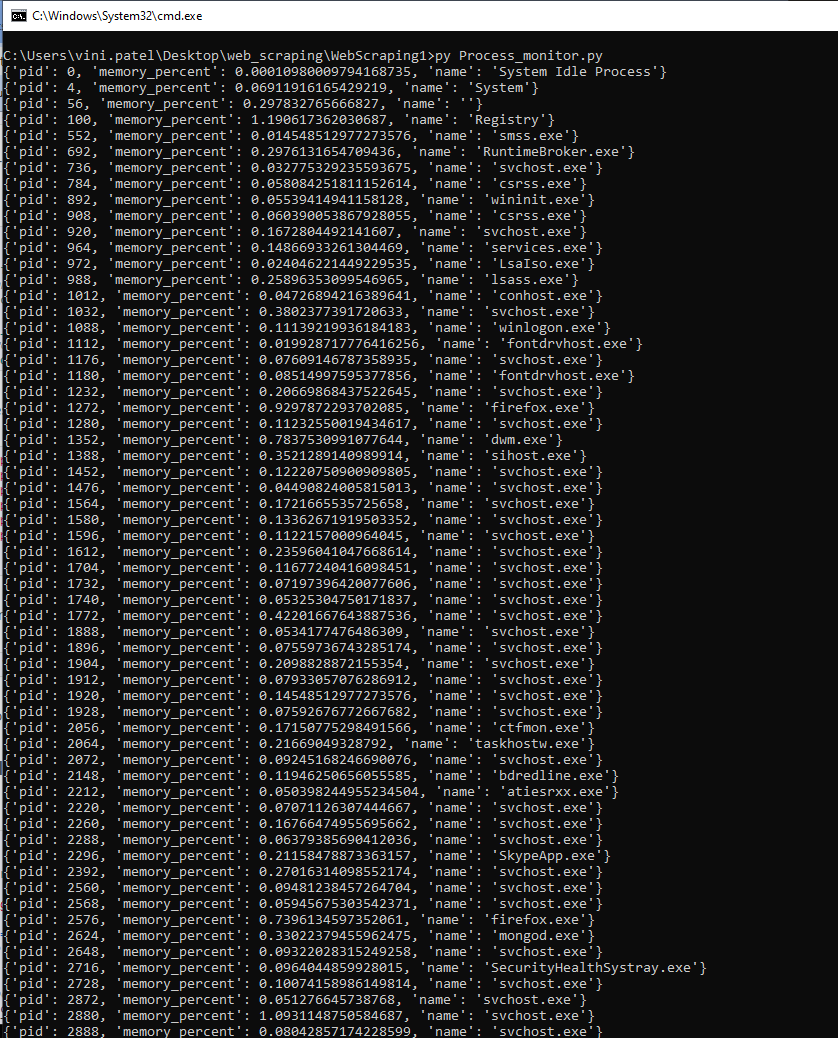 C:\Windows\System32\cmd.exe
C:\Users\vini.patel\Desktop\web_scraping\WebScraping1>py Process_monitor.py
{'pid': 0, 'memory_percent': 0.00010980009794168735, 'name': 'System Idle Process'}
{'pid': 4, 'memory_percent': 0.06911916165429219, 'name': 'System'}
{'pid': 56, 'memory_percent': 0.297832765666827, 'name': ''}
{'pid': 100, 'memory_percent': 1.190617362030687, 'name': 'Registry'}
{'pid': 552, 'memory_percent': 0.014548512977273576, 'name': 'smss.exe'}
{'pid': 692, 'memory_percent': 0.2976131654709436, 'name': 'RuntimeBroker.exe'}
{'pid': 736, 'memory_percent': 0.032775329235593675, 'name': 'svchost.exe'}
{'pid': 784, 'memory_percent': 0.058084251811152614, 'name': 'csrss.exe'}
{'pid': 892, 'memory_percent': 0.05539414941158128, 'name': 'wininit.exe'}
{'pid': 908, 'memory_percent': 0.060390053867928055, 'name': 'csrss.exe'}
{'pid': 920, 'memory_percent': 0.1672804492141607, 'name': 'svchost.exe'}
{'pid': 964, 'memory_percent': 0.14866933261304469, 'name': 'services.exe'}
{'pid': 972, 'memory_percent': 0.024046221449229535, 'name': 'LsaIso.exe'}
{'pid': 988, 'memory_percent': 0.25896353099546965, 'name': 'lsass.exe'}
{'pid': 1012, 'memory_percent': 0.04726894216389641, 'name': 'conhost.exe'}
{'pid': 1032, 'memory_percent': 0.3802377391720633, 'name': 'svchost.exe'}
{'pid': 1088, 'memory_percent': 0.11139219936184183, 'name': 'winlogon.exe'}
{'pid': 1112, 'memory_percent': 0.019928717776416256, 'name': 'fontdrvhost.exe'}
{'pid': 1176, 'memory_percent': 0.07609146787358935, 'name': 'svchost.exe'}
{'pid': 1180, 'memory_percent': 0.08514997595377856, 'name': 'fontdrvhost.exe'}
{'pid': 1232, 'memory_percent': 0.20669868437522645, 'name': 'svchost.exe'}
{'pid': 1272, 'memory_percent': 0.9297872293702085, 'name': 'firefox.exe'}
{'pid': 1280, 'memory_percent': 0.11232550019434617, 'name': 'svchost.exe'}
{'pid': 1352, 'memory_percent': 0.7837530991077644, 'name': 'dwm.exe'}
{'pid': 1388, 'memory_percent': 0.3521289140989914, 'name': 'sihost.exe'}
{'pid': 1452, 'memory_percent': 0.12220750900909805, 'name': 'svchost.exe'}
{'pid': 1476, 'memory_percent': 0.04490824005815013, 'name': 'svchost.exe'}
{'pid': 1564, 'memory_percent': 0.1721665535725658, 'name': 'svchost.exe'}
{'pid': 1580, 'memory_percent': 0.13362671919503352, 'name': 'svchost.exe'}
{'pid': 1596, 'memory_percent': 0.1122157000964045, 'name': 'svchost.exe'}
{'pid': 1612, 'memory_percent': 0.23596041047668614, 'name': 'svchost.exe'}
{'pid': 1704, 'memory_percent': 0.11677240416098451, 'name': 'svchost.exe'}
{'pid': 1732, 'memory_percent': 0.07197396420077606, 'name': 'svchost.exe'}
{'pid': 1740, 'memory_percent': 0.05325304750171837, 'name': 'svchost.exe'}
{'pid': 1772, 'memory_percent': 0.42201667643887536, 'name': 'svchost.exe'}
{'pid': 1888, 'memory_percent': 0.0534177476486309, 'name': 'svchost.exe'}
{'pid': 1896, 'memory_percent': 0.07559736743285174, 'name': 'svchost.exe'}
{'pid': 1904, 'memory_percent': 0.2098828872155354, 'name': 'svchost.exe'}
{'pid': 1912, 'memory_percent': 0.07933057076286912, 'name': 'svchost.exe'}
{'pid': 1920, 'memory_percent': 0.14548512977273576, 'name': 'svchost.exe'}
{'pid': 1928, 'memory_percent': 0.07592676772667682, 'name': 'svchost.exe'}
{'pid': 2056, 'memory_percent': 0.17150775298491566, 'name': 'ctfmon.exe'}
{'pid': 2064, 'memory_percent': 0.21669049328792, 'name': 'taskhostw.exe'}
{'pid': 2072, 'memory_percent': 0.09245168246690076, 'name': 'svchost.exe'}
{'pid': 2148, 'memory_percent': 0.11946250656055585, 'name': 'bdredline.exe'}
{'pid': 2212, 'memory_percent': 0.050398244955234504, 'name': 'atiesrxx.exe'}
{'pid': 2220, 'memory_percent': 0.07071126307444667, 'name': 'svchost.exe'}
{'pid': 2260, 'memory_percent': 0.16766474955695662, 'name': 'svchost.exe'}
{'pid': 2288, 'memory_percent': 0.06379385690412036, 'name': 'svchost.exe'}
{'pid': 2296, 'memory_percent': 0.21158478873363157, 'name': 'SkypeApp.exe'}
{'pid': 2392, 'memory_percent': 0.27016314098552174, 'name': 'svchost.exe'}
{'pid': 2560, 'memory_percent': 0.09481238457264704, 'name': 'svchost.exe'}
{'pid': 2568, 'memory_percent': 0.05945675303542371, 'name': 'svchost.exe'}
{'pid': 2576, 'memory_percent': 0.7396134597352061, 'name': 'firefox.exe'}
{'pid': 2624, 'memory_percent': 0.33022379455962475, 'name': 'mongod.exe'}
{'pid': 2648, 'memory_percent': 0.09322028315249258, 'name': 'svchost.exe'}
{'pid': 2716, 'memory_percent': 0.0964044859928015, 'name': 'SecurityHealthSystray.exe'}
{'pid': 2728, 'memory_percent': 0.10074158986149814, 'name': 'svchost.exe'}
{'pid': 2872, 'memory_percent': 0.051276645738768, 'name': 'svchost.exe'}
{'pid': 2880, 'memory_percent': 1.0931148750584687, 'name': 'svchost.exe'}
{'pid': 2888, 'memory_percent': 0.08042857174228599, 'name': 'svchost.exe'}